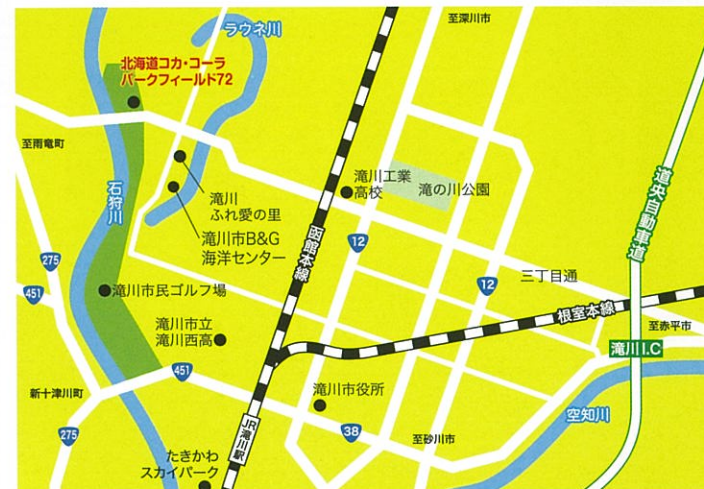 至深川市
ラウネ川
北海道コカ・コーラ
パークフィールド72
至雨竜町
石狩川
滝川
ふれ愛の里
滝川市B&G
海洋センター
滝川工業
高校
滝の川公園
道央自動車道
函館本線
12
275
451
12
三丁目通
滝川市民ゴルフ場
根室本線
至赤平市
滝川市立
滝川西高
滝川I.C
451
新十津川町
滝川市役所
空知川
275
JR滝川駅
38
至砂川市
たきかわ
スカイパーク